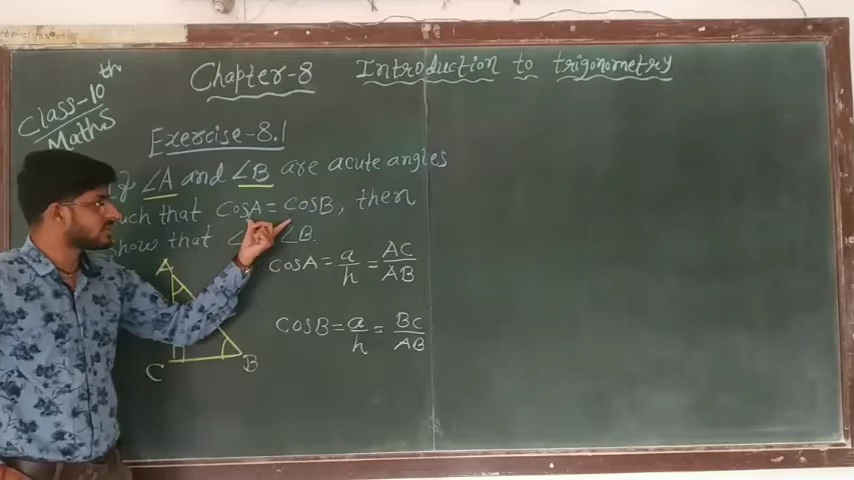 Class-10th
Maths
Chapter-8 Introduction to trigonometry
Exercise-8.1
∠A and ∠B are acute angles
such that cosA = cosB, then
show that ∠ ∠B.
cosA = a/h = AC/AB
cosB = a/h = BC/AB
A
C
B